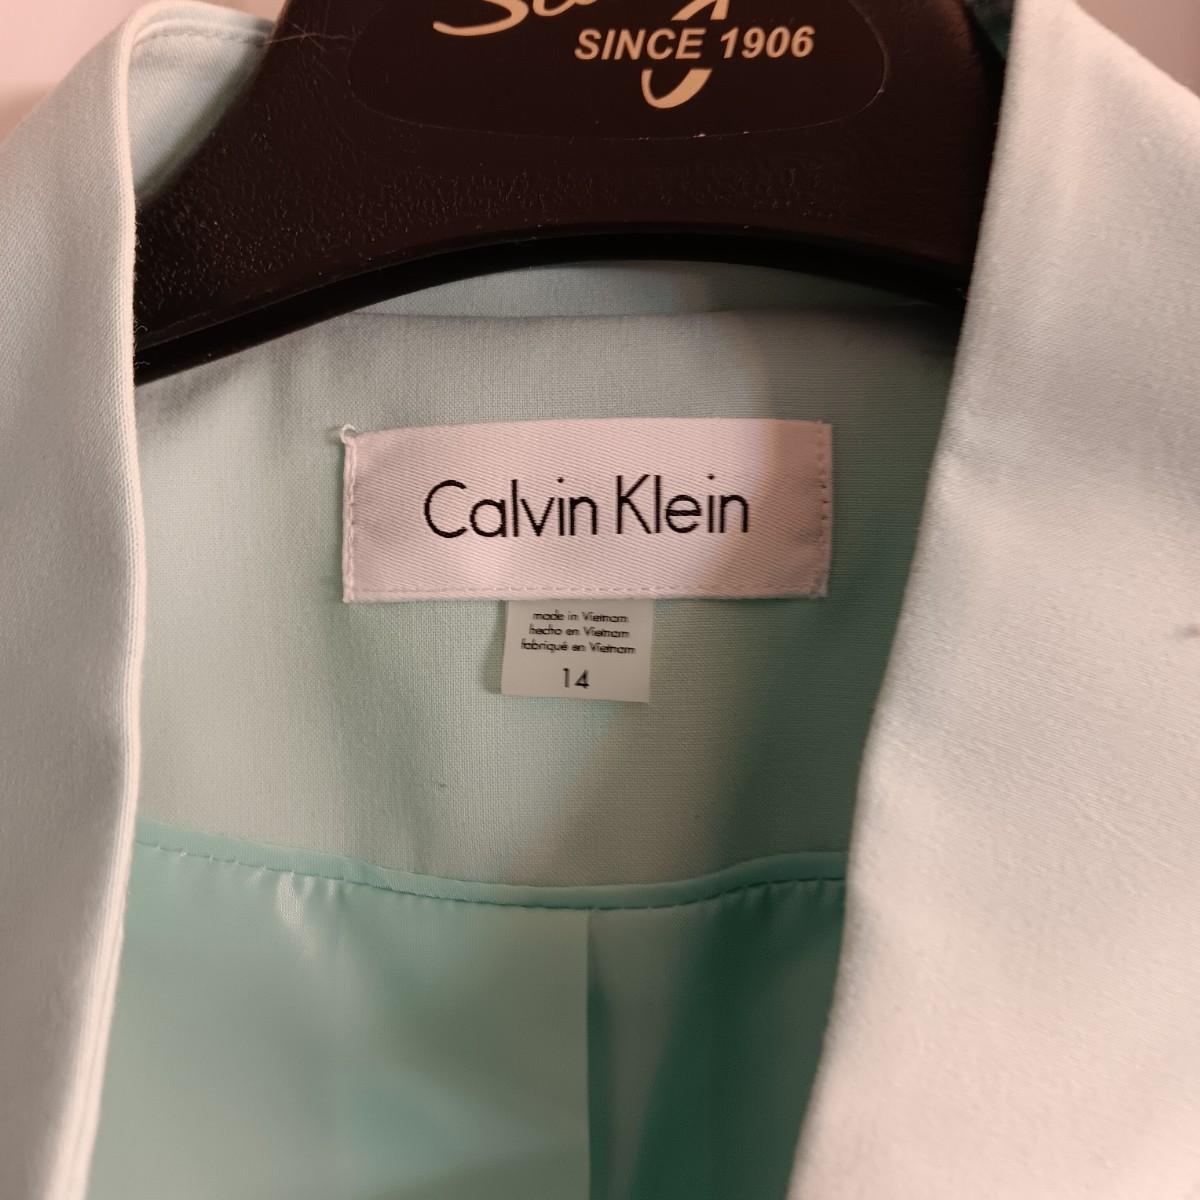 SINCE 1906
Calvin Klein
made in Vietnam
hecho en Vietnam
fabriqué en Vietnam
14